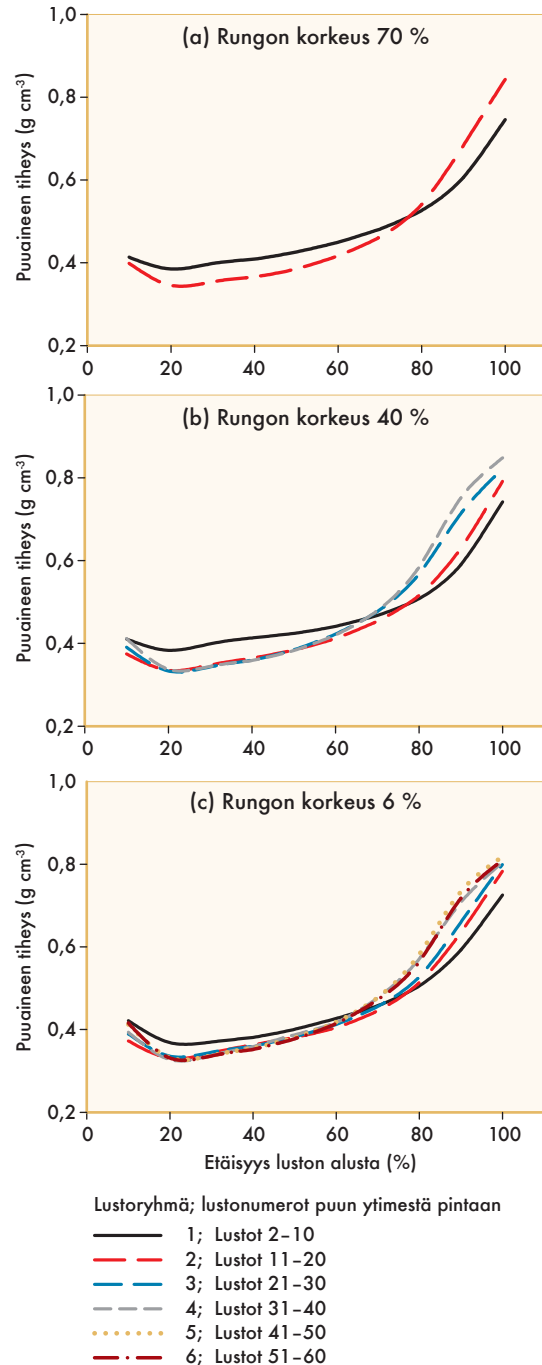 (a) Rungon korkeus 70 %
Puuaineen tiheys (g cm-3)
1,0
0,8
0,6
0,4
0,2
0 20 40 60 80 100
(b) Rungon korkeus 40 %
Puuaineen tiheys (g cm-3)
1,0
0,8
0,6
0,4
0,2
0 20 40 60 80 100
(c) Rungon korkeus 6 %
Puuaineen tiheys (g cm-3)
1,0
0,8
0,6
0,4
0,2
0 20 40 60 80 100
Etäisyys luston alusta (%)
Lustoryhmä; lustonumerot puun ytimestä pintaan
1; Lustot 2–10
2; Lustot 11–20
3; Lustot 21–30
4; Lustot 31–40
5; Lustot 41–50
6; Lustot 51–60